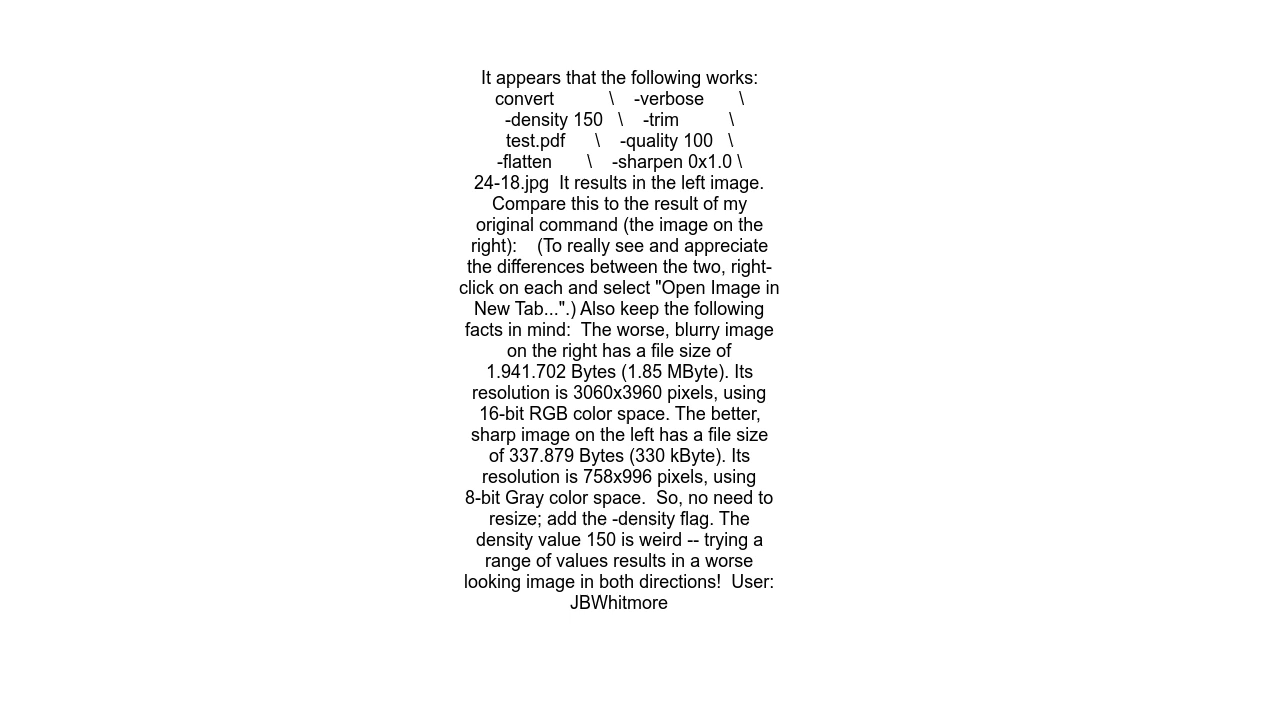 It appears that the following works:
convert           \    -verbose       \
-density 150   \    -trim          \
test.pdf      \    -quality 100   \
-flatten       \    -sharpen 0x1.0 \
24-18.jpg  It results in the left image.
Compare this to the result of my
original command (the image on the
right):    (To really see and appreciate
the differences between the two, right-
click on each and select "Open Image in
New Tab...".) Also keep the following
facts in mind:  The worse, blurry image
on the right has a file size of
1.941.702 Bytes (1.85 MByte). Its
resolution is 3060x3960 pixels, using
16-bit RGB color space. The better,
sharp image on the left has a file size
of 337.879 Bytes (330 kByte). Its
resolution is 758x996 pixels, using
8-bit Gray color space.  So, no need to
resize; add the -density flag. The
density value 150 is weird -- trying a
range of values results in a worse
looking image in both directions!  User:
JBWhitmore